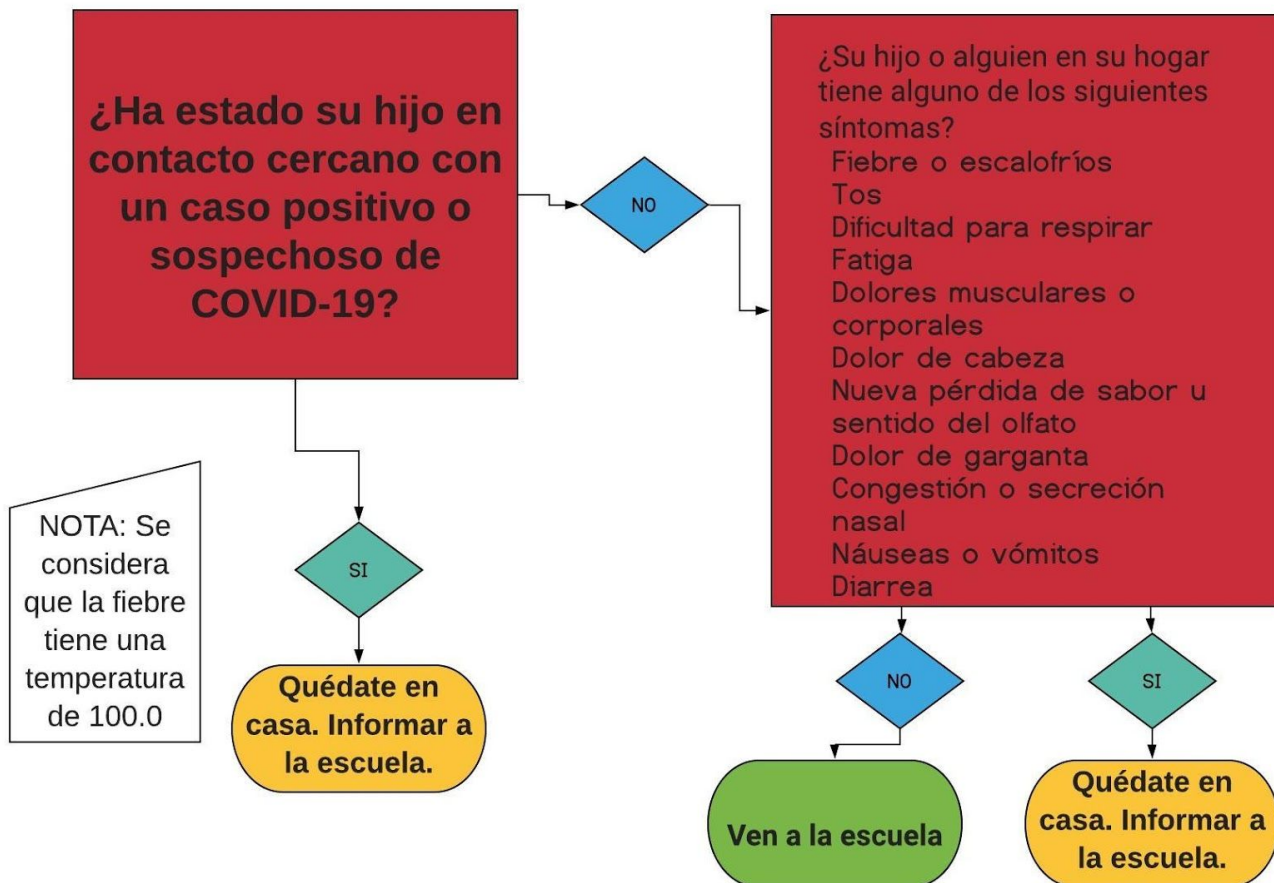 ¿Ha estado su hijo en
contacto cercano con
un caso positivo o
sospechoso de
COVID-19?
NO
¿Su hijo o alguien en su hogar
tiene alguno de los siguientes
síntomas?
Fiebre o escalofríos
Tos
Dificultad para respirar
Fatiga
Dolores musculares o
corporales
Dolor de cabeza
Nueva pérdida de sabor u
sentido del olfato
Dolor de garganta
Congestión o secreción
nasal
Náuseas o vómitos
Diarrea
NOTA: Se
considera
que la fiebre
tiene una
temperatura
de 100.0
SI
Quédate en
casa. Informar a
la escuela.
NO
Ven a la escuela
SI
Quédate en
casa. Informar a
la escuela.